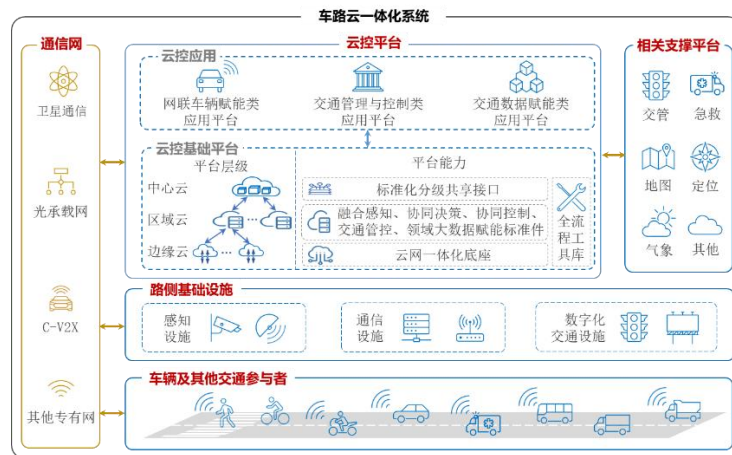 车路云一体化系统
通信网
卫星通信
光承载网
C-V2X
其他专有网
云控平台
云控应用
网联车辆赋能类
应用平台
交通管理与控制类
应用平台
交通数据赋能类
应用平台
云控基础平台
平台层级
中心云
区域云
边缘云
平台能力
标准化分级共享接口
融合感知、协同决策、协同控制、
交通管控、领域大数据赋能标准件
云网一体化底座
全流
程工
具库
相关支撑平台
交管
急救
地图
定位
气象
其他
路侧基础设施
感知
设施
通信
设施
数字化
交通设施
车辆及其他交通参与者